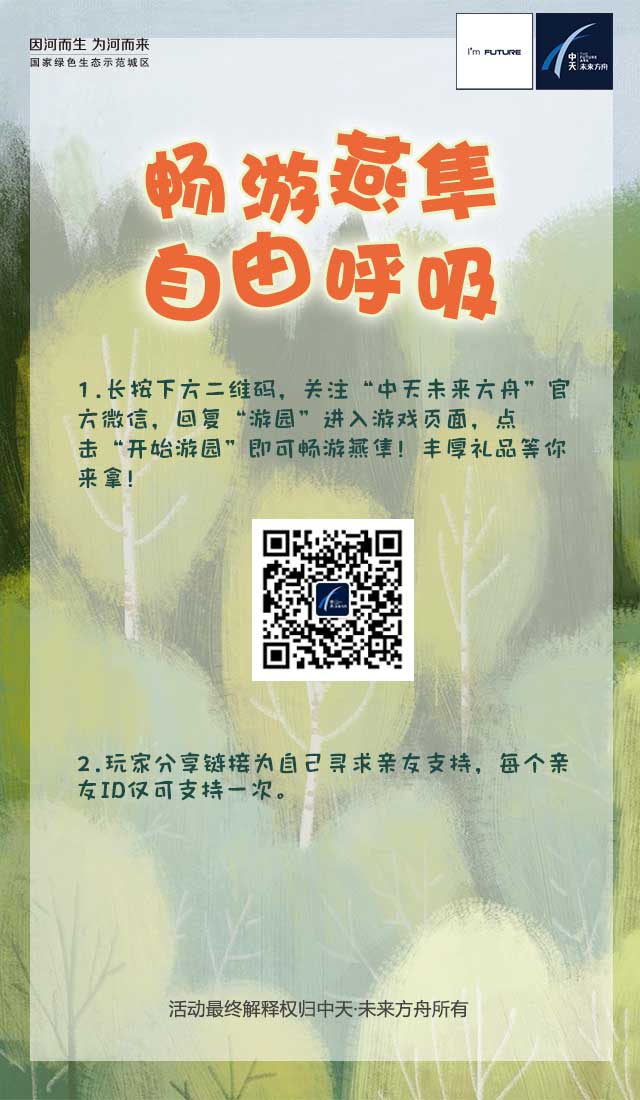 因河而生 为河而来
国家绿色生态示范城区
I'm FUTURE
中天 THE FUTURE ARK
未来方舟
畅游燕隼
自由呼吸
1.长按下方二维码，关注“中天未来方舟”官
方微信，回复“游园”进入游戏页面，点
击“开始游园”即可畅游燕隼！丰厚礼品等你
来拿！
2.玩家分享链接为自己寻求亲友支持，每个亲
友ID仅可支持一次。
活动最终解释权归中天·未来方舟所有